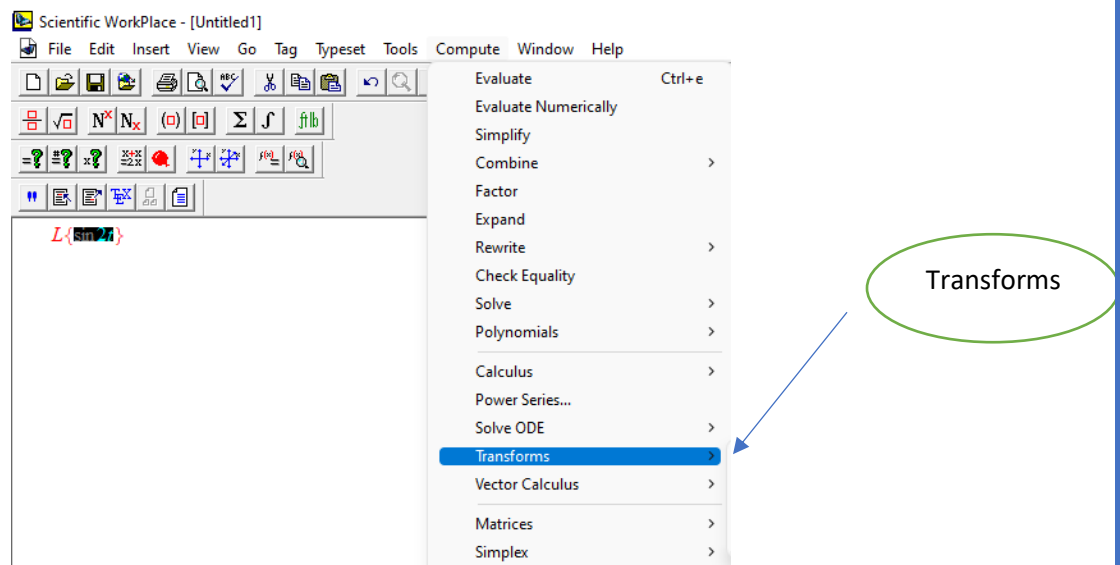 Scientific WorkPlace - [Untitled1]
File Edit Insert View Go Tag Typeset Tools Compute Window Help
Evaluate Ctrl+e
Evaluate Numerically
Simplify
Combine
Factor
Expand
L{sin 2t}
Rewrite
Check Equality
Solve
Polynomials
Calculus
Power Series...
Solve ODE
Transforms
Vector Calculus
Matrices
Simplex
Transforms